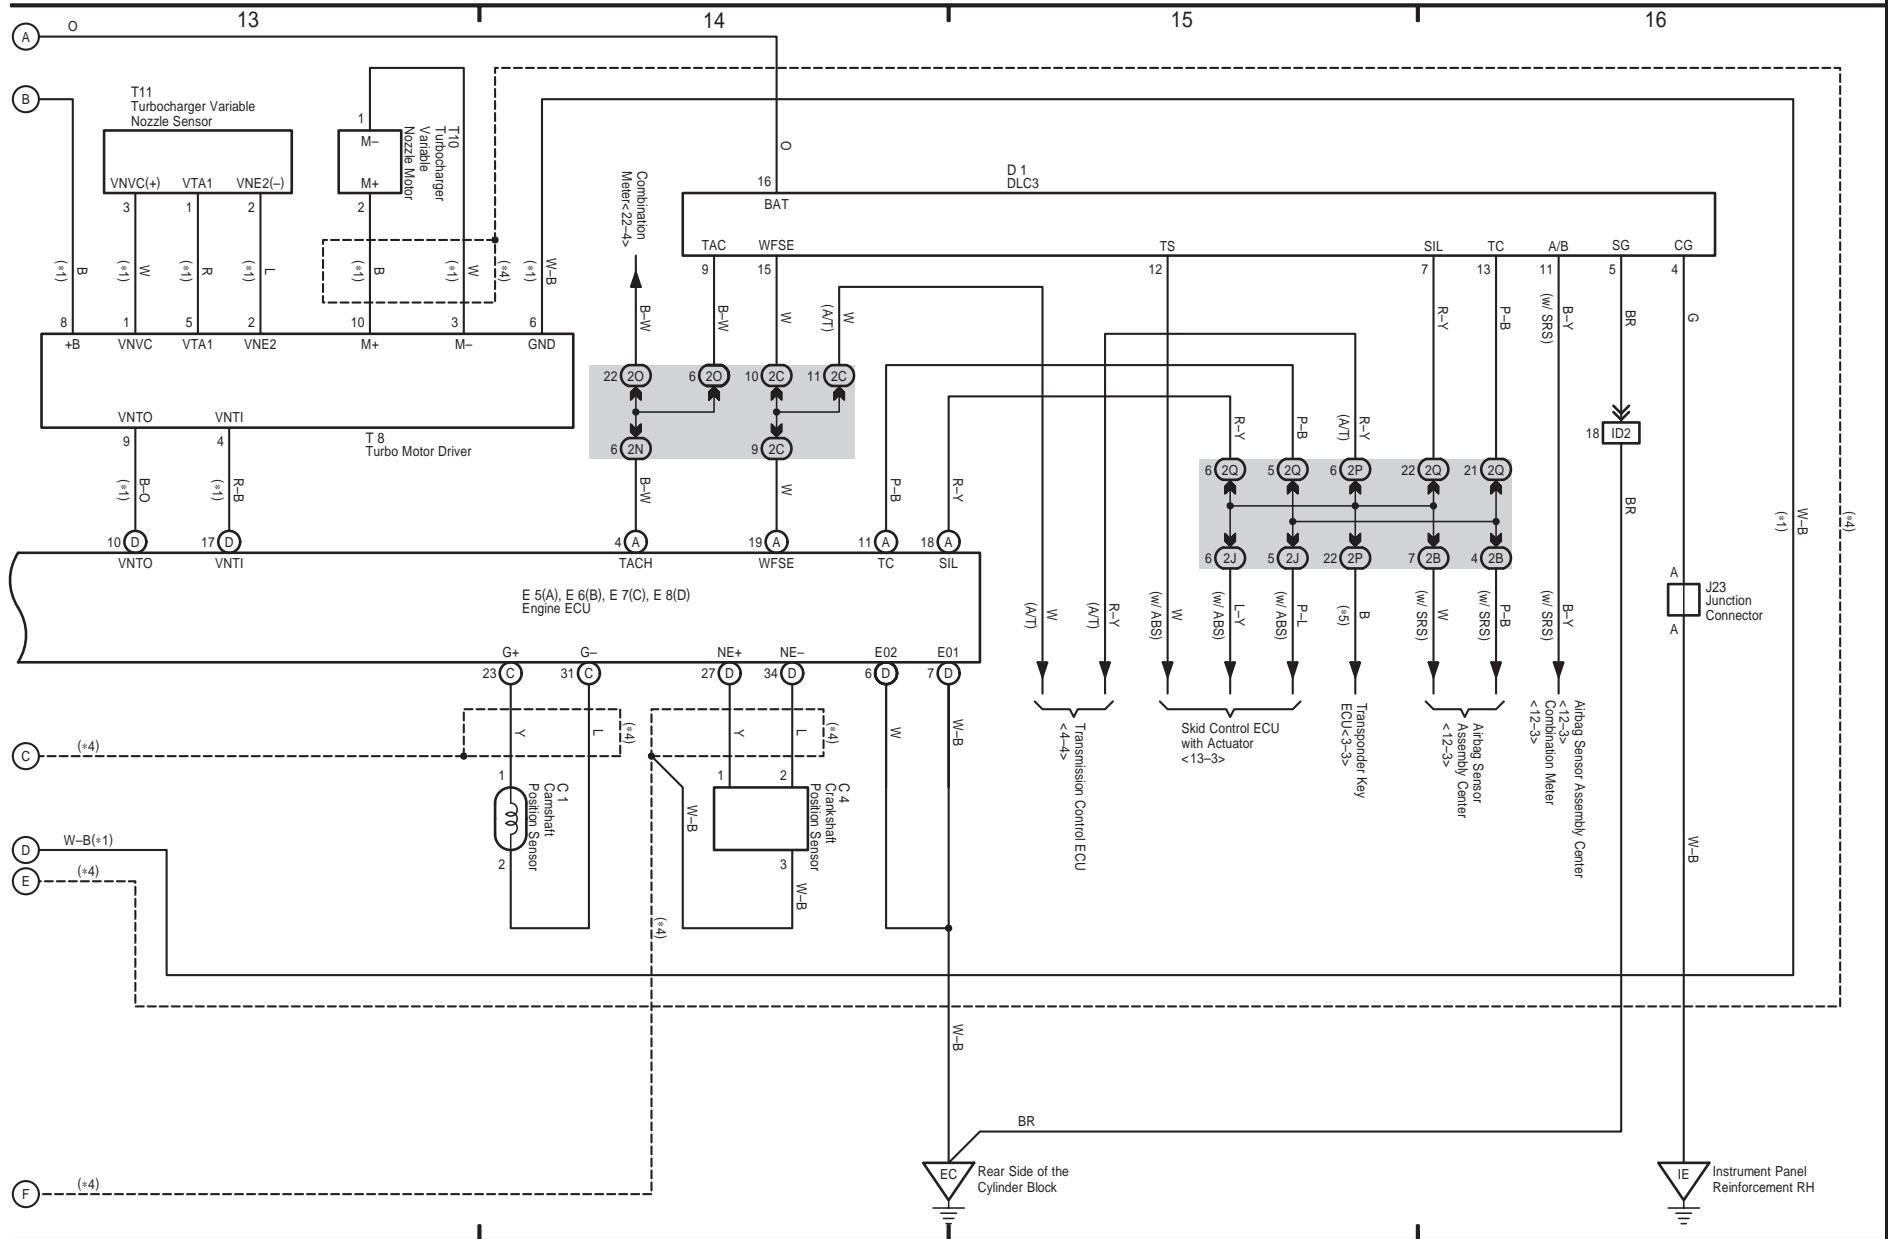 13
14
15
16
A
O
B
T11
Turbocharger Variable
Nozzle Sensor
VNVC(+)
VTA1
VNE2(–)
3
1
2
1
M–
M+
2
T10
Turbocharger
Variable
Nozzle Motor
B
(∗1)
W
(∗1)
R
(∗1)
L
(∗1)
B
(∗1)
W
(∗1)
(∗4)
W–B
(∗1)
8
1
5
2
10
3
6
+B
VNVC
VTA1
VNE2
M+
M–
GND
VNTO
VNTI
9
4
T 8
Turbo Motor Driver
B–O
(∗1)
R–B
(∗1)
Combination
Meter<22–4>
O
D 1
DLC3
16
BAT
TAC
WFSE
TS
SIL
TC
A/B
SG
CG
9
15
12
7
13
11
5
4
B–W
B–W
W
W
(A/T)
R–Y
P–B
B–Y
(w/ SRS)
BR
G
22 2O
6 2O
10 2C
11 2C
6 2N
9 2C
B–W
W
P–B
R–Y
R–Y
P–B
R–Y
(A/T)
18 ID2
BR
6 2Q
5 2Q
6 2P
22 2Q
21 2Q
6 2J
5 2J
22 2P
7 2B
4 2B
W–B
(∗1)
(∗4)
10 D
17 D
4 A
19 A
11 A
18 A
VNTO
VNTI
TACH
WFSE
TC
SIL
E 5(A), E 6(B), E 7(C), E 8(D)
Engine ECU
G+
G–
NE+
NE–
E02
E01
23 C
31 C
27 D
34 D
6 D
7 D
W
(A/T)
R–Y
(A/T)
W
(w/ ABS)
L–Y
(w/ ABS)
P–L
(w/ ABS)
B
(∗5)
W
(w/ SRS)
P–B
(w/ SRS)
B–Y
(w/ SRS)
A
J23
Junction
Connector
A
Transmission Control ECU
<4–4>
Skid Control ECU
with Actuator
<13–3>
Transponder Key
ECU<3–3>
Airbag Sensor
Assembly Center
<12–3>
Airbag Sensor Assembly Center
<12–3>
Combination Meter
<12–3>
C
(∗4)
Y
L
(∗4)
Y
L
(∗4)
W
W–B
1
C 1
Camshaft
Position Sensor
2
W–B
1
2
C 4
Crankshaft
Position Sensor
3
W–B
W–B
D
W–B(∗1)
E
(∗4)
(∗4)
W–B
BR
F
(∗4)
EC
Rear Side of the
Cylinder Block
IE
Instrument Panel
Reinforcement RH